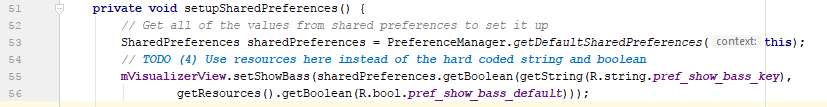 51 private void setupSharedPreferences() {
52 // Get all of the values from shared preferences to set it up
53 SharedPreferences sharedPreferences = PreferenceManager.getDefaultSharedPreferences( context: this);
54 // TODO (4) Use resources here instead of the hard coded string and boolean
55 mVisualizerView.setShowBass(sharedPreferences.getBoolean(getString(R.string.pref_show_bass_key),
56 getResources().getBoolean(R.bool.pref_show_bass_default)));